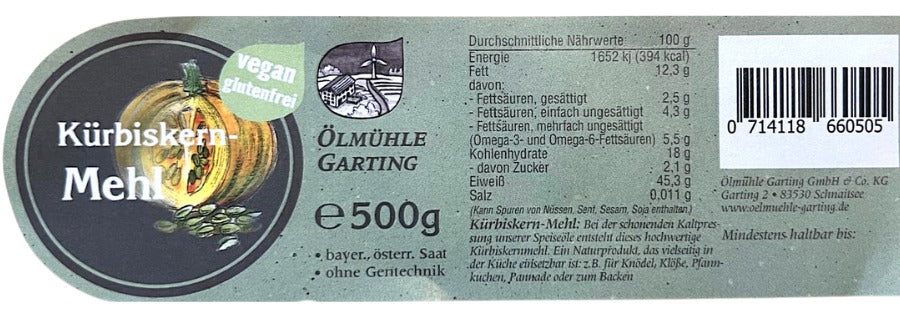 vegan
glutenfrei
Kürbiskern-
Mehl
ÖLMÜHLE
GARTING
℮500g
• bayer., österr. Saat
• ohne Gentechnik
Durchschnittliche Nährwerte: 100 g
Energie 1652 kj (394 kcal)
Fett 12,3 g
davon:
- Fettsäuren, gesättigt 2,5 g
- Fettsäuren, einfach ungesättigt 4,3 g
- Fettsäuren, mehrfach ungesättigt
(Omega-3- und Omega-6-Fettsäuren) 5,5 g
Kohlenhydrate 18 g
- davon Zucker 2,1 g
Eiweiß 45,3 g
Salz 0,011 g
(Kann Spuren von Nüssen, Senf, Sesam, Soja enthalten.)
Kürbiskern-Mehl: Bei der schonenden Kaltpres-
sung unserer Speiseöle entsteht dieses hochwertige
Kürbiskernmehl. Ein Naturprodukt, das vielseitig in
der Küche einsetzbar ist: z.B. für Knödel, Klöße, Pfann-
kuchen, Pannade oder zum Backen
0 714118 660505
Ölmühle Garting GmbH & Co. KG
Garting 2 • 83530 Schnaitsee
www.oelmuehle-garting.de
Mindestens haltbar bis: